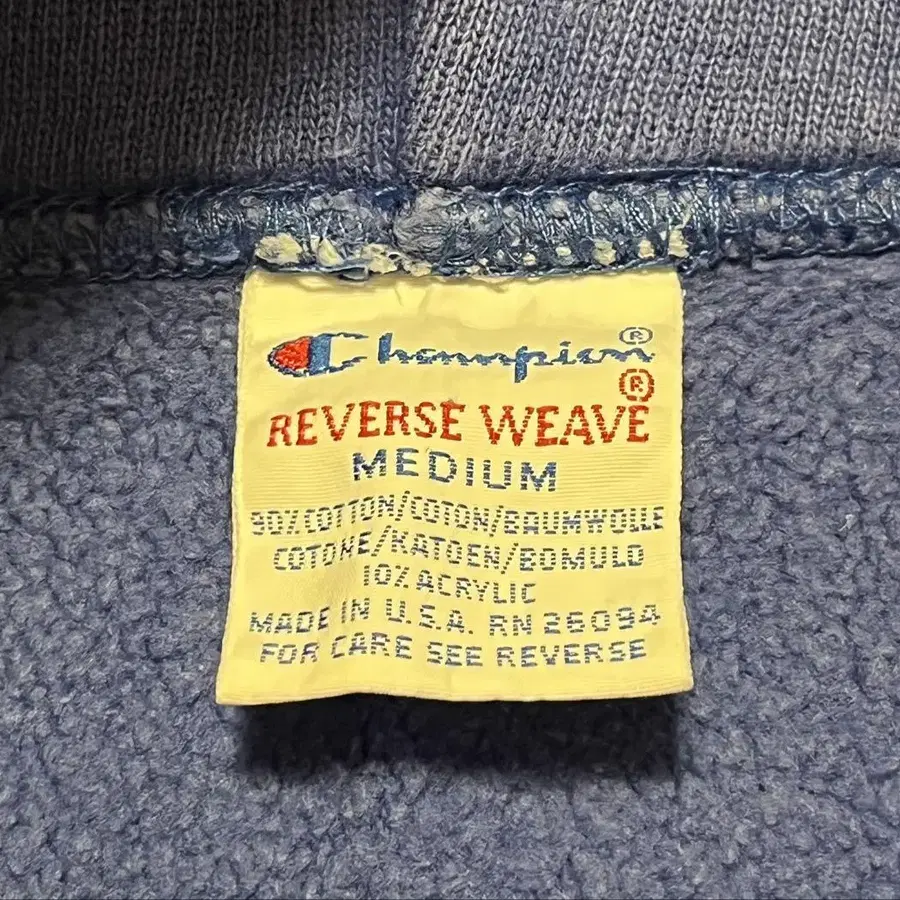 Champion®
REVERSE WEAVE®
MEDIUM
90% COTTON/COTON/BAUMWOLLE
COTONE/KATOEN/BOMULD
10% ACRYLIC
MADE IN U.S.A. RN 26094
FOR CARE SEE REVERSE